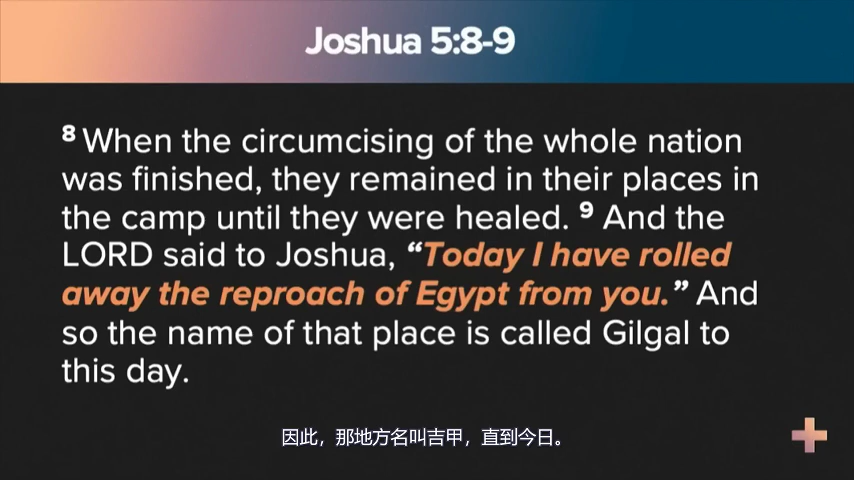 Joshua 5:8-9
8 When the circumcising of the whole nation
was finished, they remained in their places in
the camp until they were healed. 9 And the
LORD said to Joshua, “Today I have rolled
away the reproach of Egypt from you.” And
so the name of that place is called Gilgal to
this day.
因此，那地方名叫吉甲，直到今日。